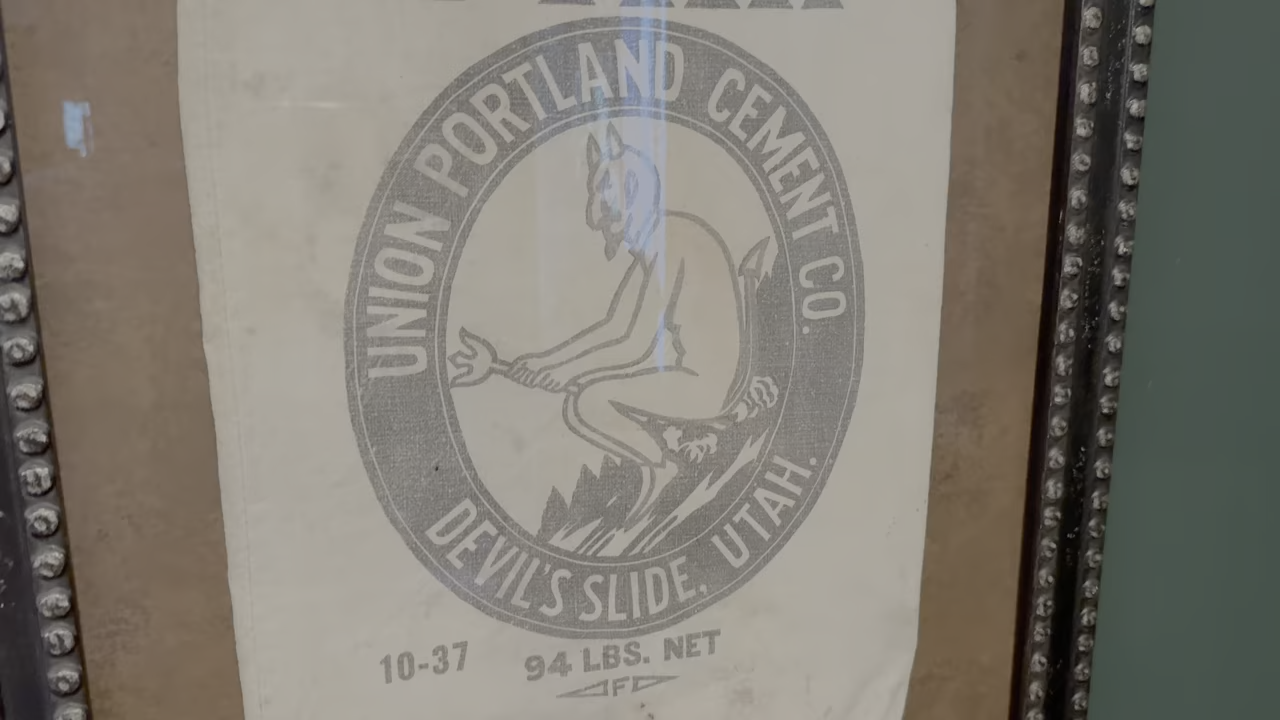 UNION PORTLAND CEMENT CO.
DEVIL'S SLIDE, UTAH.
10-37 94 LBS. NET
F